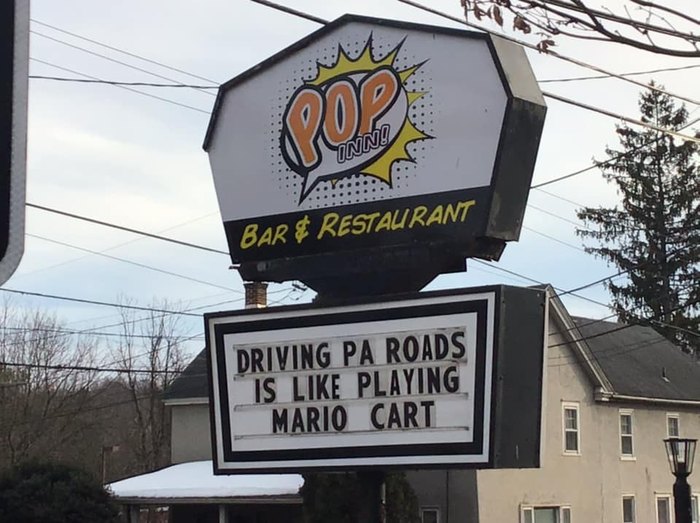 POP
INN!
BAR & RESTAURANT
DRIVING PA ROADS
IS LIKE PLAYING
MARIO CART